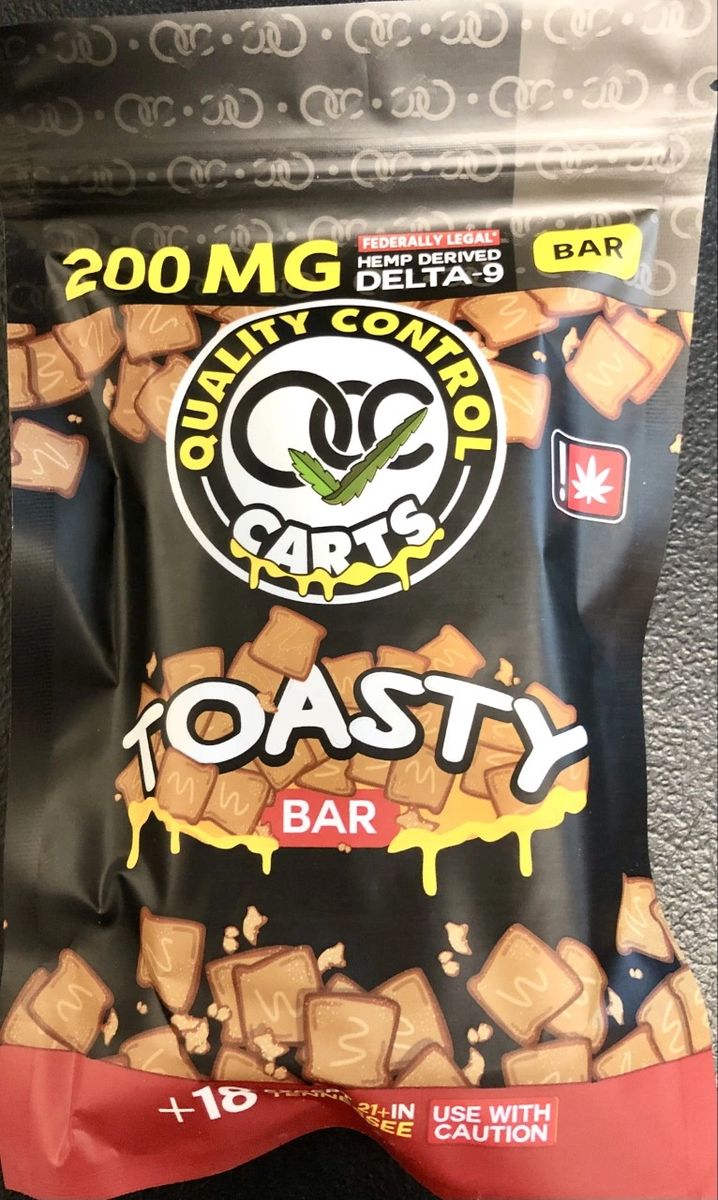 200 MG
FEDERALLY LEGAL*
HEMP DERIVED
DELTA-9
BAR
QUALITY CONTROL
QCC
CARTS
TOASTY
BAR
+18
21+IN
USE WITH
CAUTION